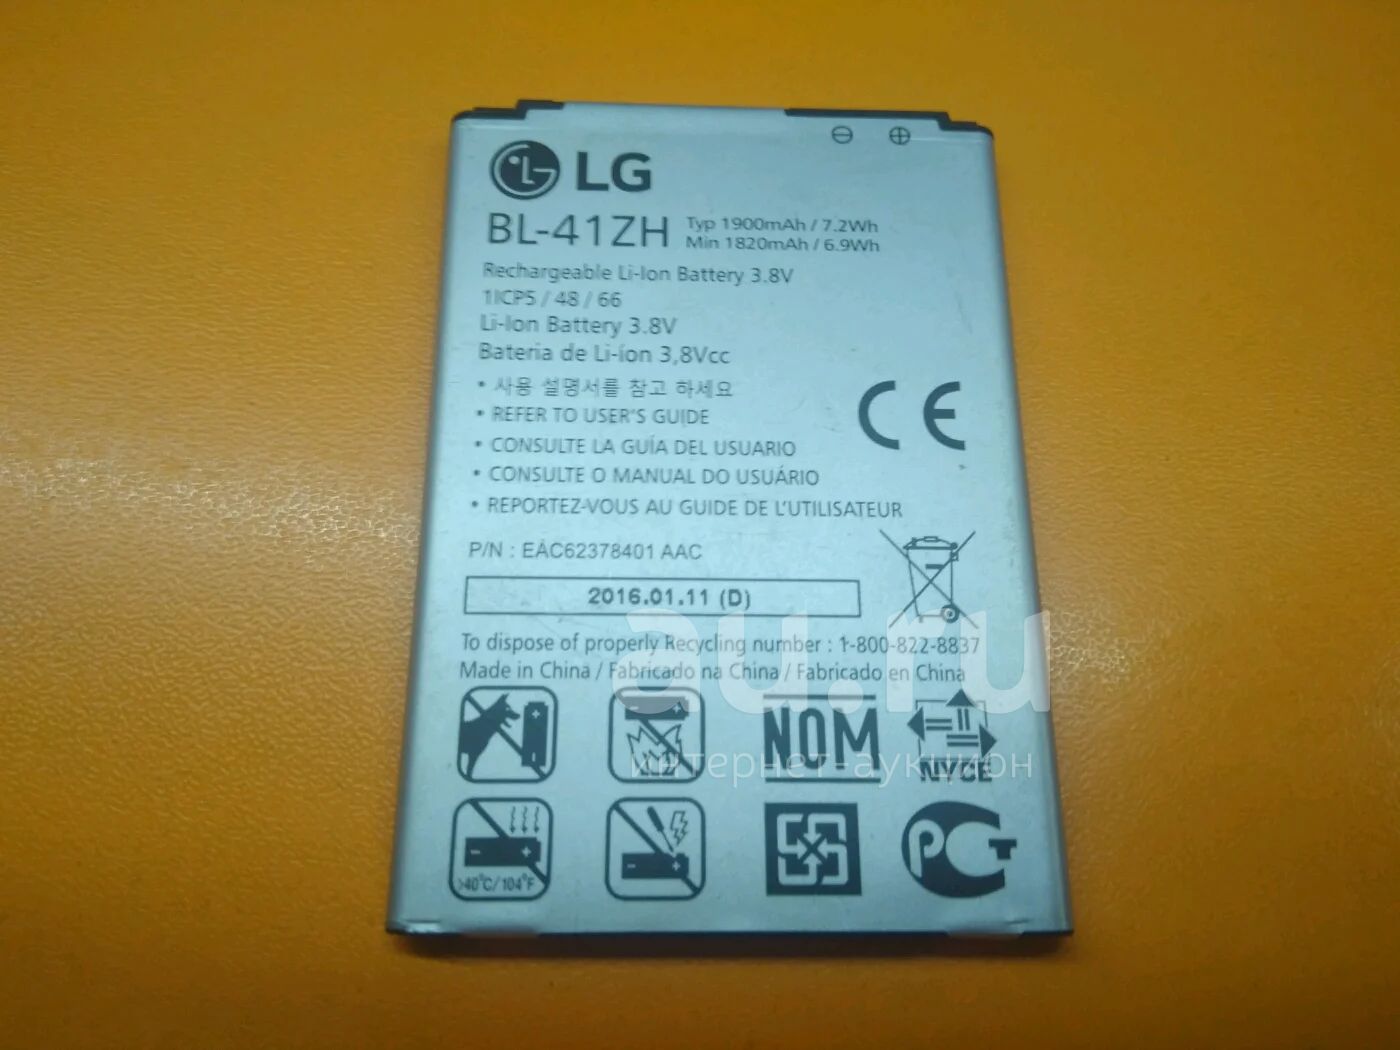 LG
BL-41ZH Typ 1900mAh / 7.2Wh
Min 1820mAh / 6.9Wh
Rechargeable Li-Ion Battery 3.8V
1ICP5 / 48 / 66
Li-Ion Battery 3.8V
Bateria de Li-íon 3,8Vcc
• 사용 설명서를 참고 하세요
• REFER TO USER'S GUIDE
• CONSULTE LA GUÍA DEL USUARIO
• CONSULTE O MANUAL DO USUÁRIO
• REPORTEZ-VOUS AU GUIDE DE L'UTILISATEUR
CE
P/N : EAC62378401 AAC
2016.01.11 (D)
To dispose of properly Recycling number : 1-800-822-8837
Made in China / Fabricado na China / Fabricado en China
au.ru
интернет-аукцион
NOM
NYCE
>40°C/104°F
РСТ